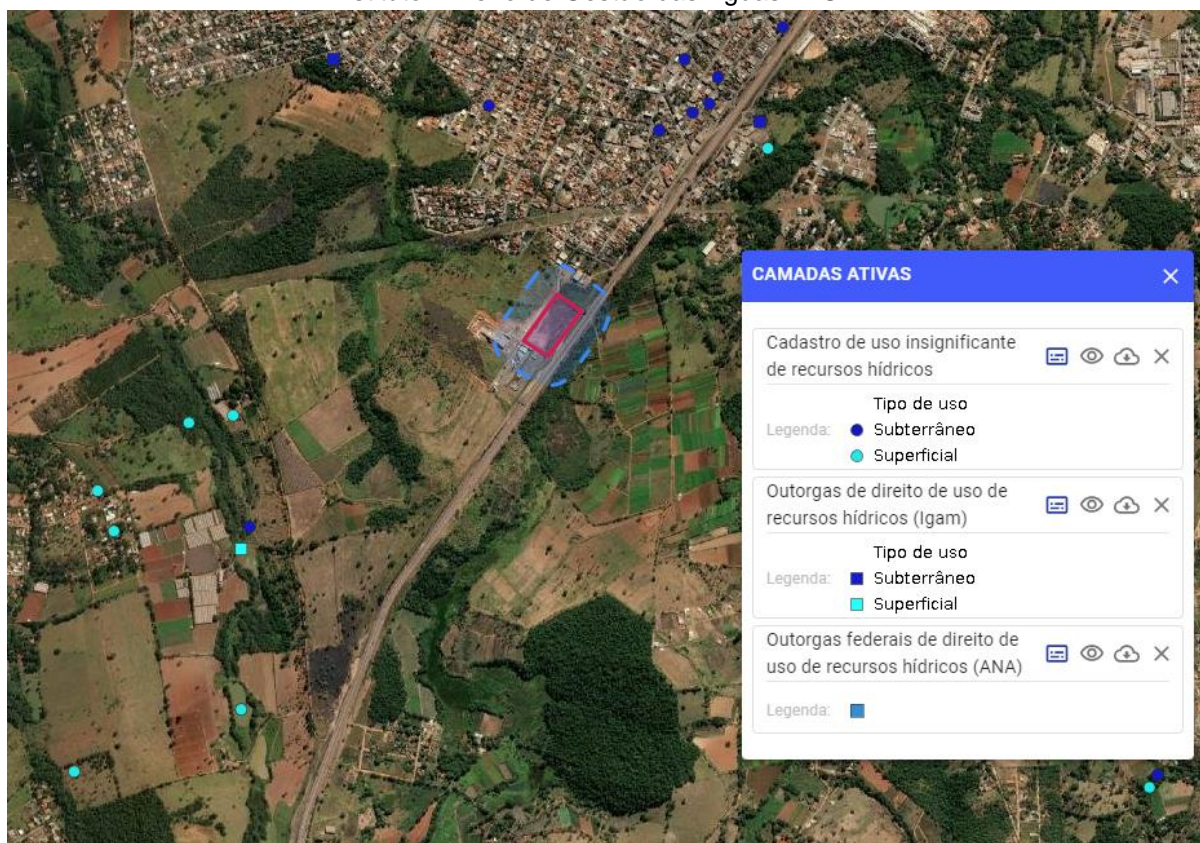 CAMADAS ATIVAS
Cadastro de uso insignificante
de recursos hídricos
Tipo de uso
Legenda: Subterrâneo
Superficial
Outorgas de direito de uso de
recursos hídricos (Igam)
Tipo de uso
Legenda: Subterrâneo
Superficial
Outorgas federais de direito de
uso de recursos hídricos (ANA)
Legenda: